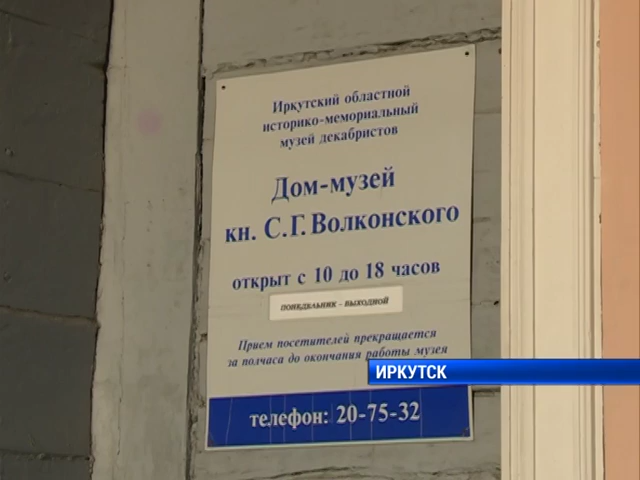 Иркутский областной
историко-мемориальный
музей декабристов
Дом-музей
кн. С.Г. Волконского
открыт с 10 до 18 часов
ПОНЕДЕЛЬНИК - ВЫХОДНОЙ
Прием посетителей прекращается
за полчаса до окончания работы музея
ИРКУТСК
телефон: 20-75-32